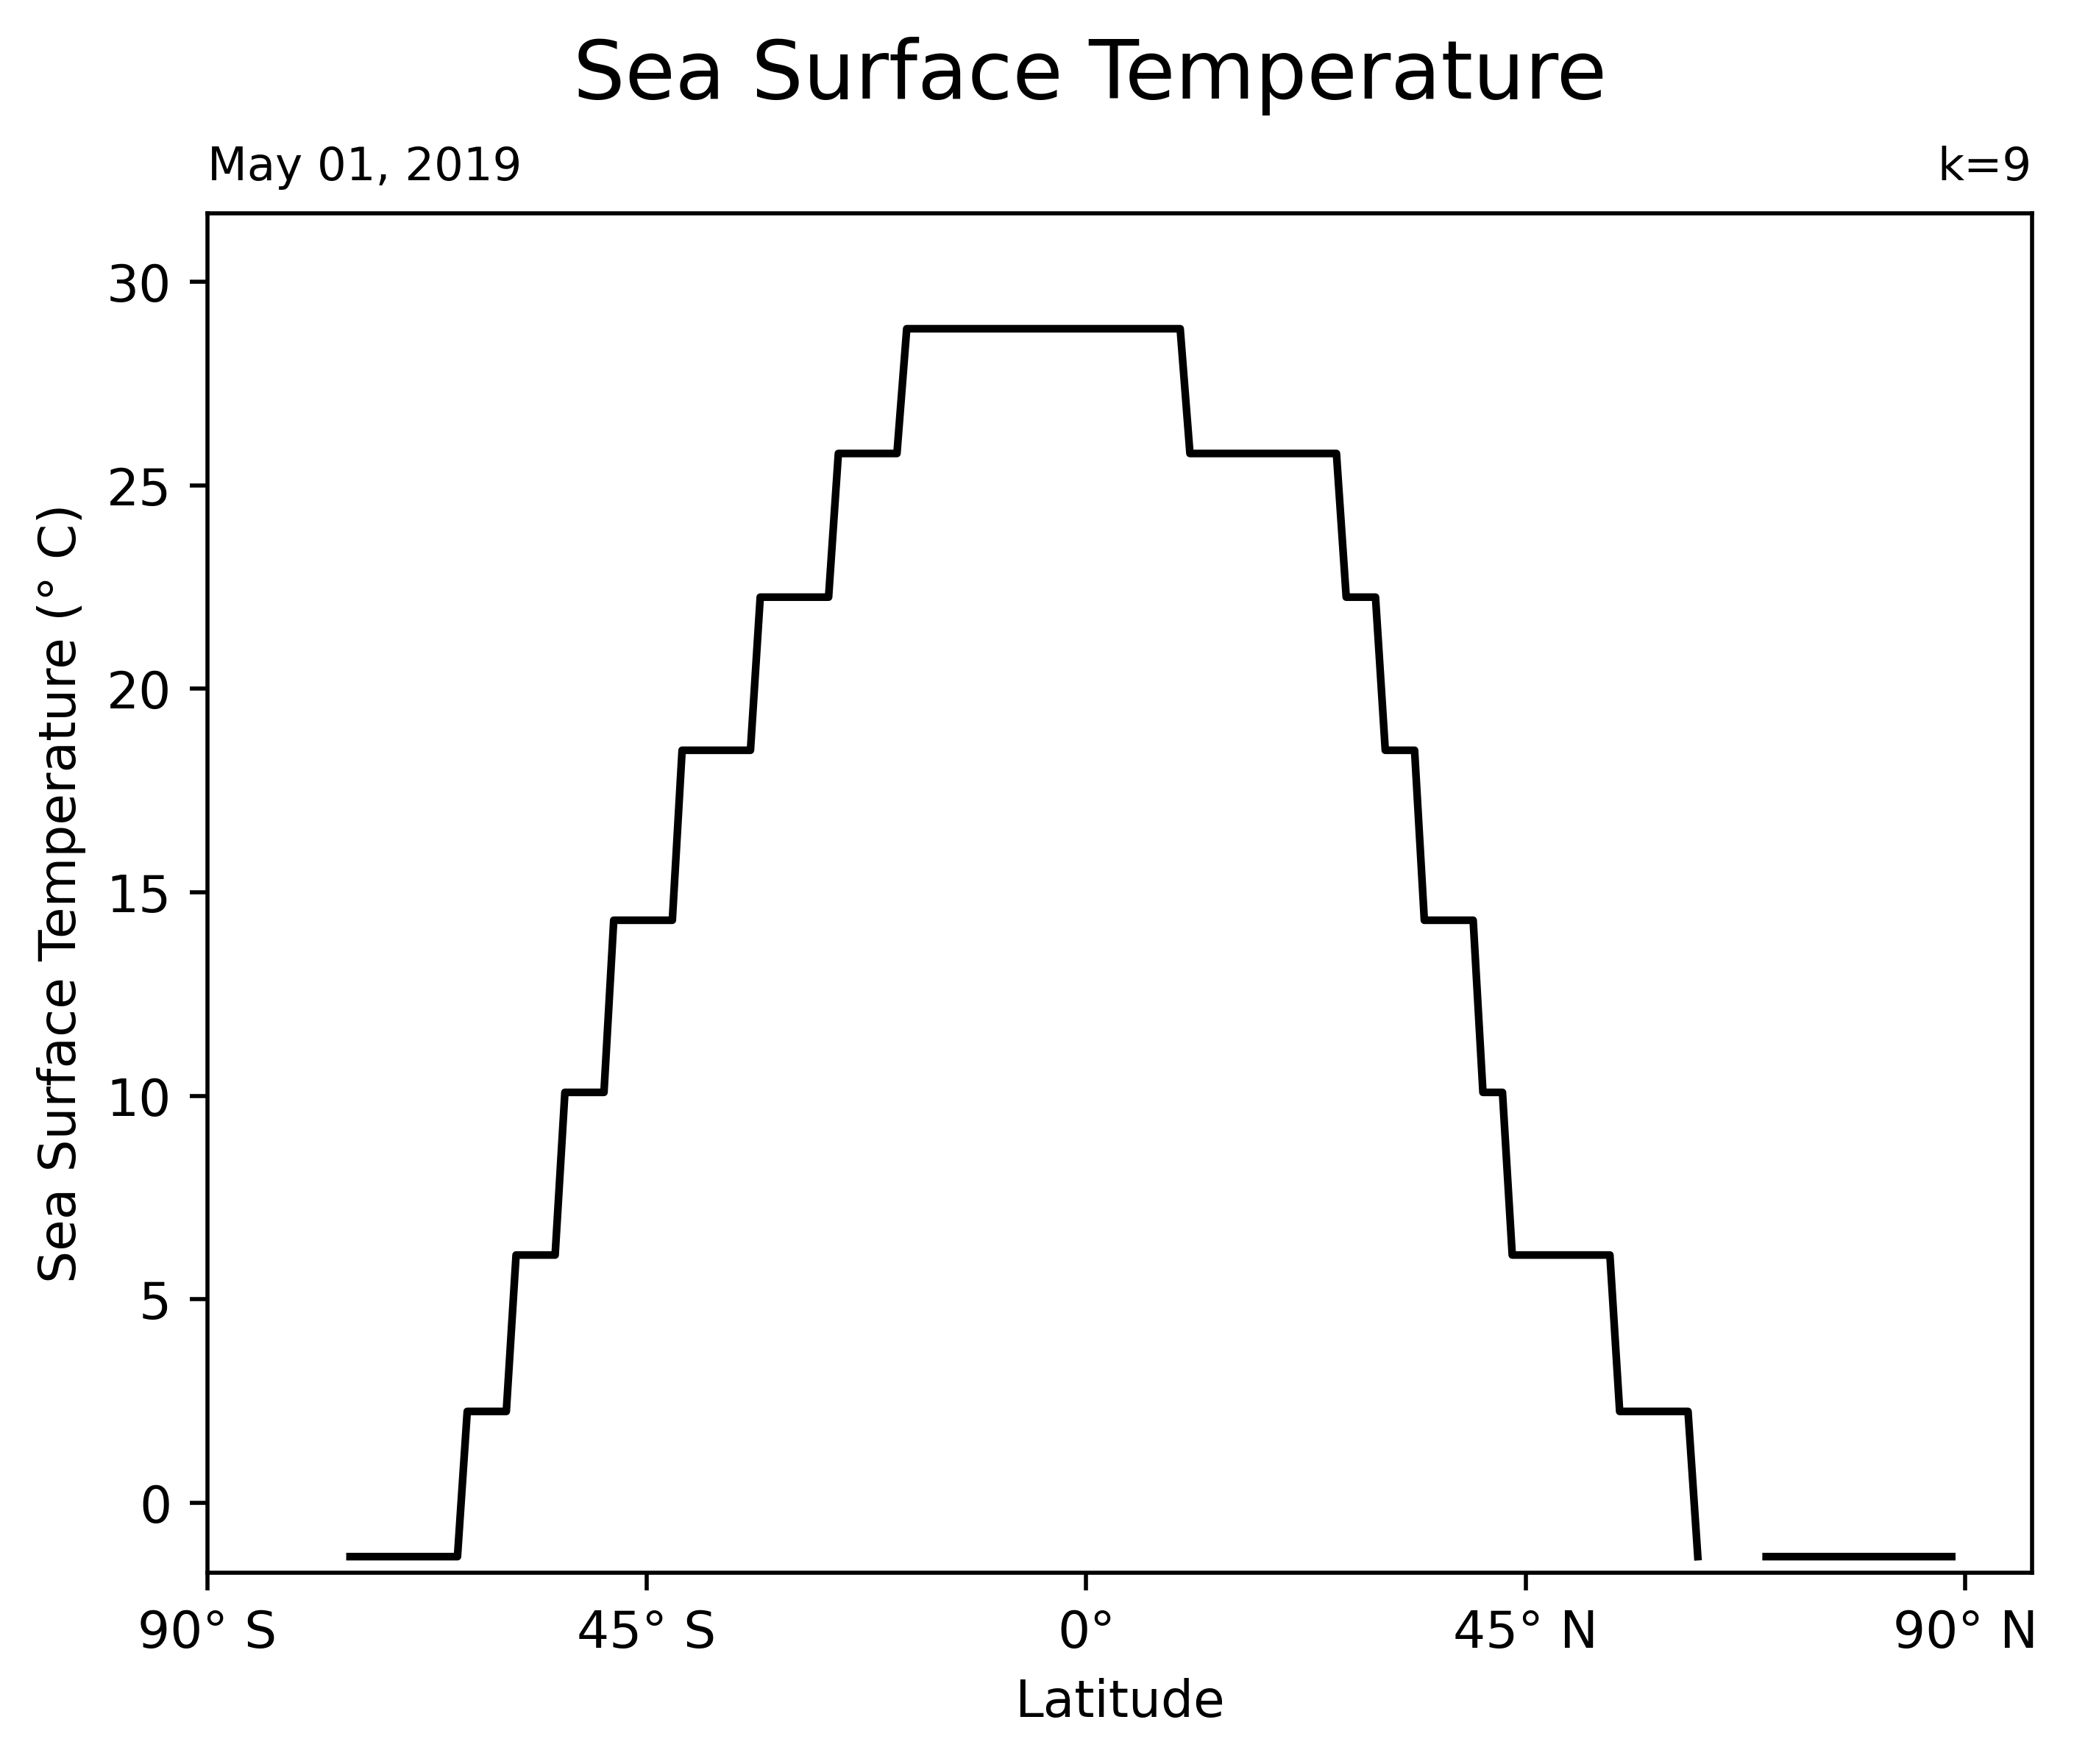 Sea Surface Temperature
May 01, 2019
k=9
30
25
20
15
10
5
0
Sea Surface Temperature (° C)
90° S
45° S
0°
45° N
90° N
Latitude